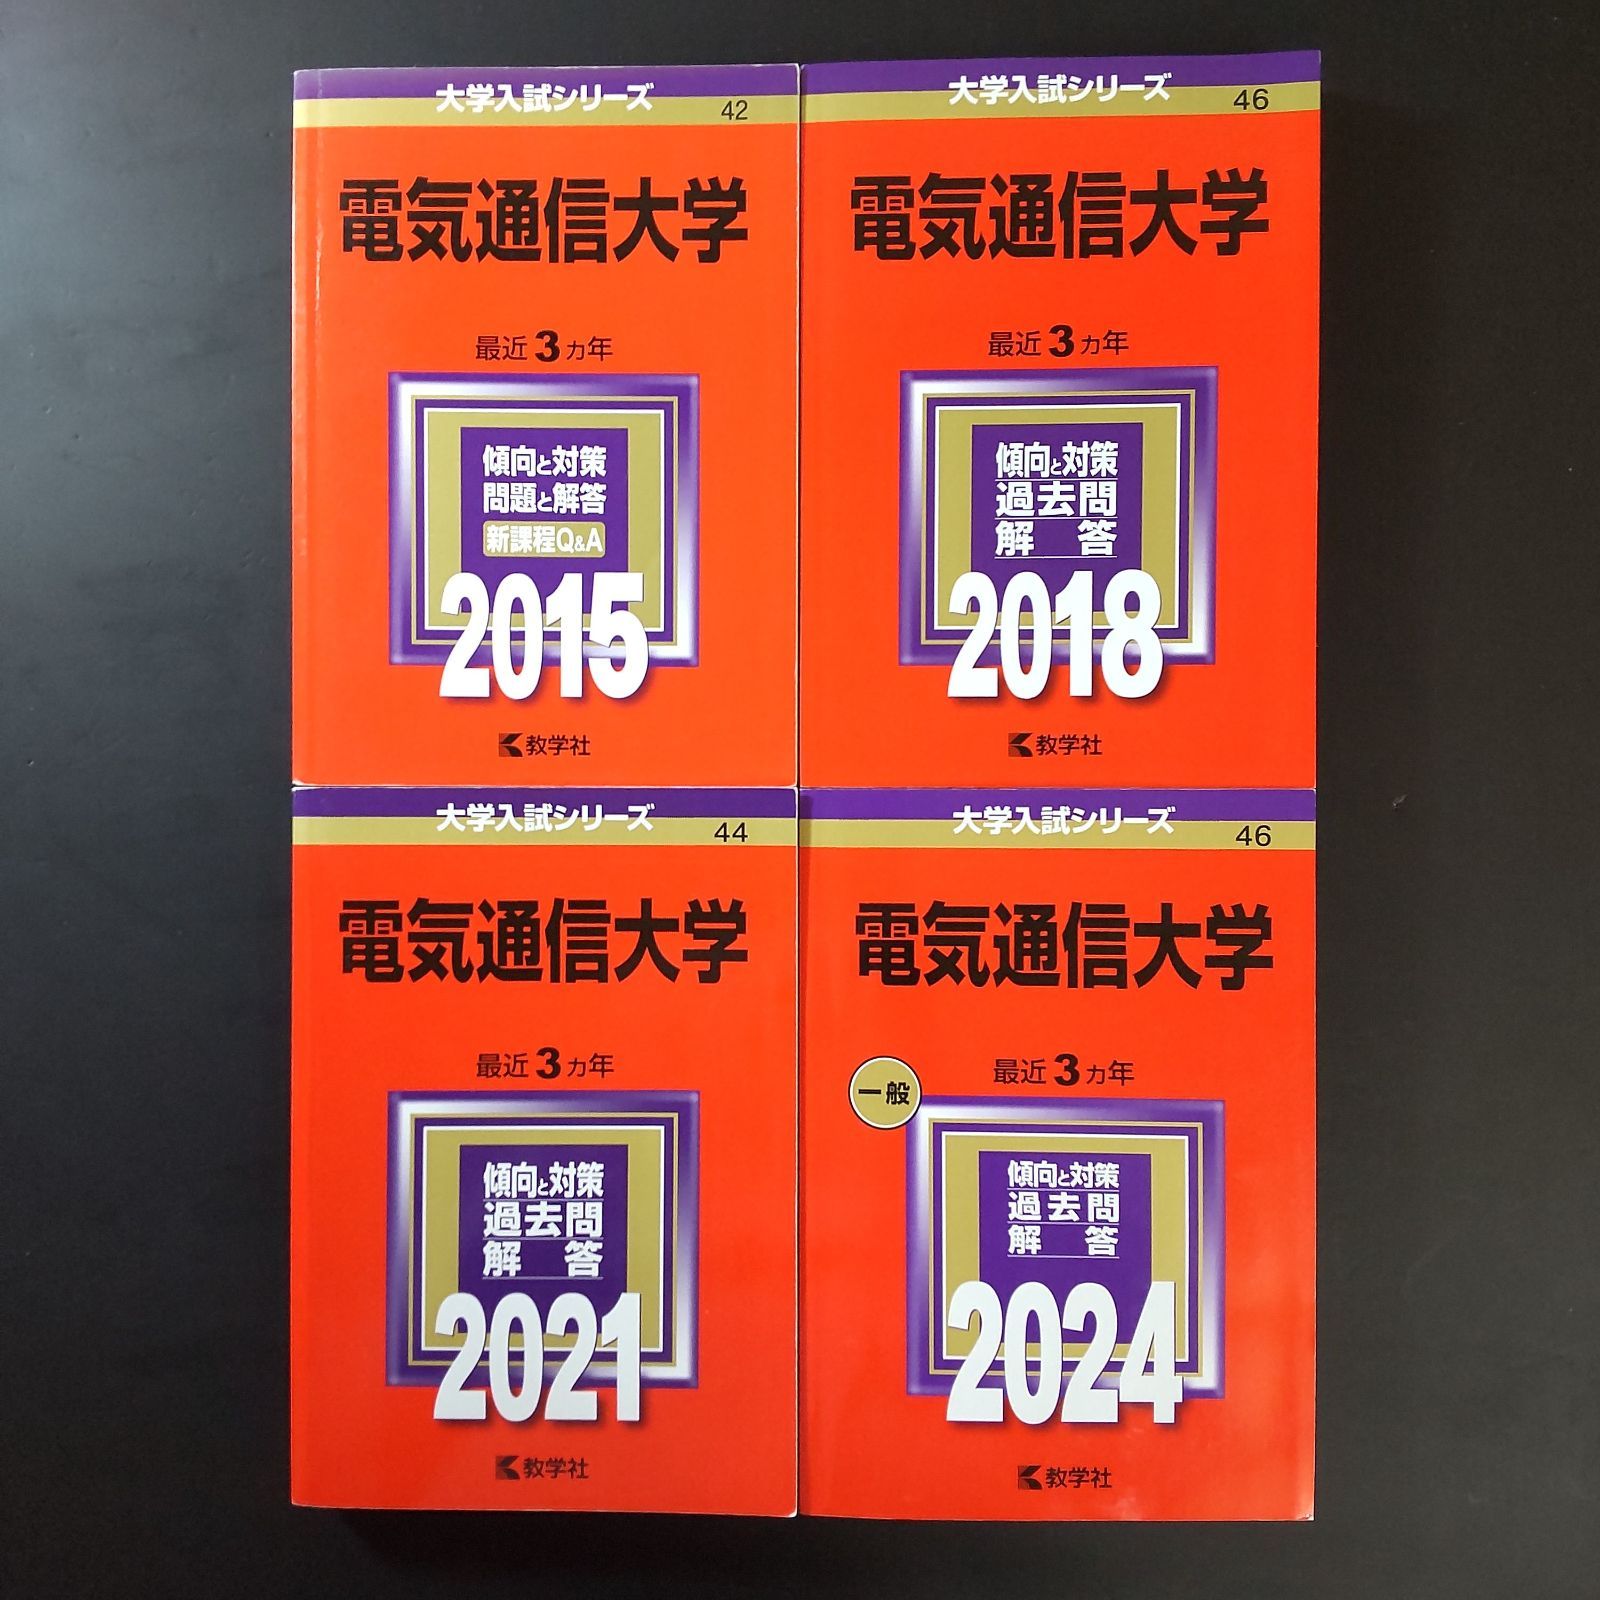 大学入試シリーズ
42
電気通信大学
最近3カ年
傾向と対策
問題と解答
新課程Q&A
2015
教学社
大学入試シリーズ
46
電気通信大学
最近3カ年
傾向と対策
過去問
解答
2018
教学社
大学入試シリーズ
44
電気通信大学
最近3カ年
傾向と対策
過去問
解答
2021
教学社
大学入試シリーズ
46
電気通信大学
最近3カ年
一般
傾向と対策
過去問
解答
2024
教学社